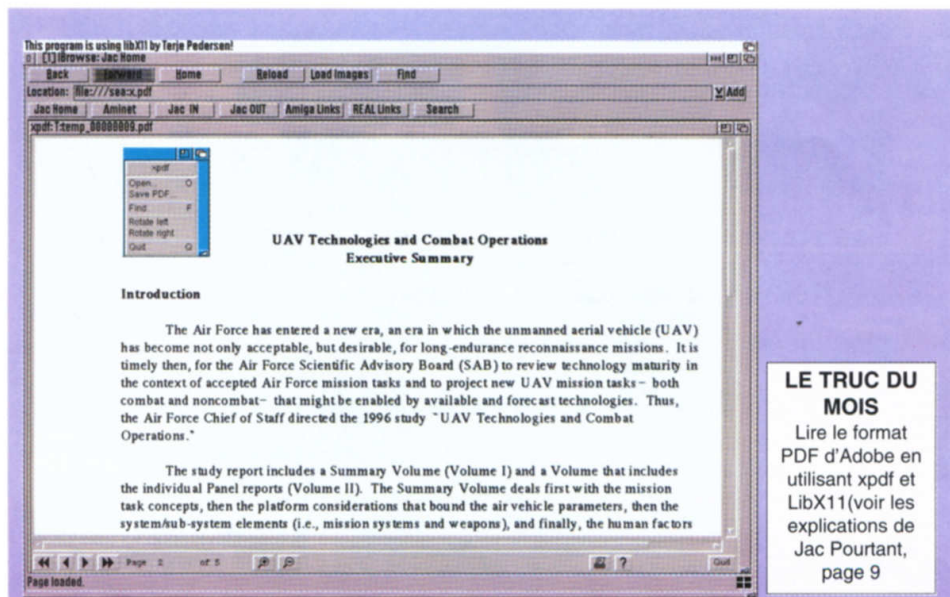 This program is using libX11 by Terje Pedersen!
[1] IBrowse: Jac Home
Back Forward Home Reload Load Images Find
Location: file:///sea:x.pdf Add
Jac Home Aminet Jac IN Jac OUT Amiga Links REAL Links Search
xpdf: T:temp_00000009.pdf
xpdf
Open... O
Save PDF...
Find F
Rotate left
Rotate right
Quit Q
UAV Technologies and Combat Operations
Executive Summary
Introduction
The Air Force has entered a new era, an era in which the unmanned aerial vehicle (UAV)
has become not only acceptable, but desirable, for long-endurance reconnaissance missions. It is
timely then, for the Air Force Scientific Advisory Board (SAB) to review technology maturity in
the context of accepted Air Force mission tasks and to project new UAV mission tasks– both
combat and noncombat– that might be enabled by available and forecast technologies. Thus,
the Air Force Chief of Staff directed the 1996 study "UAV Technologies and Combat
Operations."
The study report includes a Summary Volume (Volume I) and a Volume that includes
the individual Panel reports (Volume II). The Summary Volume deals first with the mission
task concepts, then the platform considerations that bound the air vehicle parameters, then the
system/sub-system elements (i.e., mission systems and weapons), and finally, the human factors
Page 2 of 5 ? Quit
Page loaded.
LE TRUC DU
MOIS
Lire le format
PDF d'Adobe en
utilisant xpdf et
LibX11(voir les
explications de
Jac Pourtant,
page 9